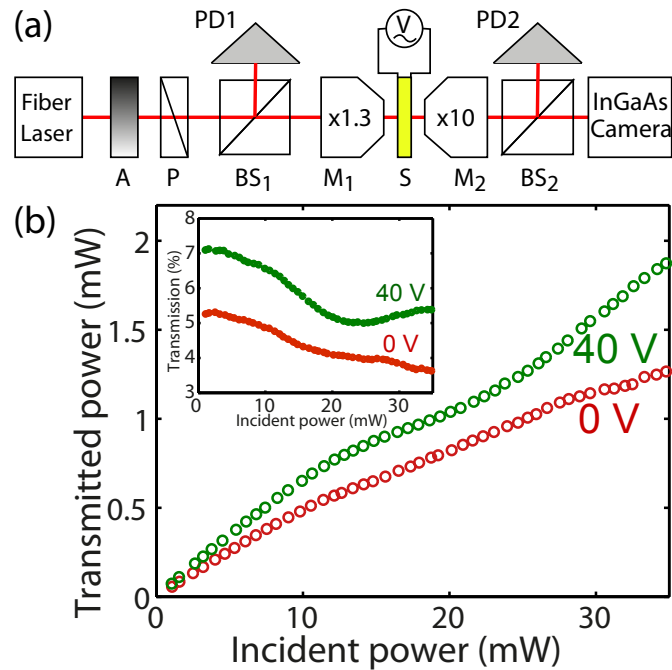 (a)
PD1
V
PD2
Fiber
Laser
x1.3
x10
InGaAs
Camera
A
P
BS1
M1
S
M2
BS2
(b)
Transmitted power (mW)
2
1.5
1
0.5
0
10
20
30
Incident power (mW)
40 V
0 V
Transmission (%)
8
7
6
5
4
3
0
10
20
30
Incident power (mW)
40 V
0 V